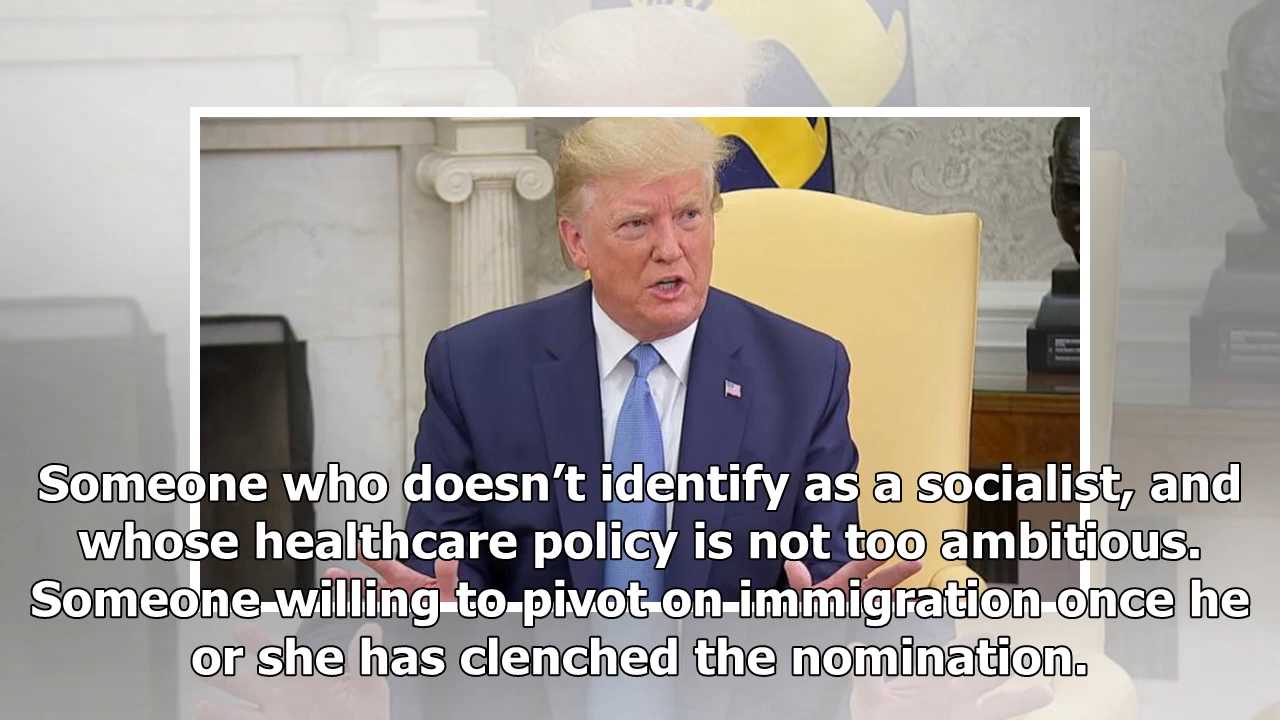 Someone who doesn’t identify as a socialist, and
whose healthcare policy is not too ambitious.
Someone willing to pivot on immigration once he
or she has clenched the nomination.